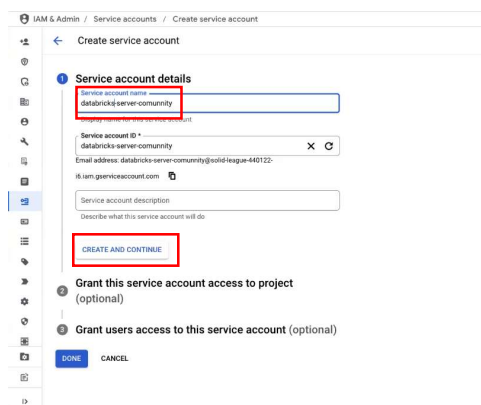 IAM & Admin / Service accounts / Create service account
Create service account
1 Service account details
Service account name
databricks-server-comunnity
Display name for this service account
Service account ID *
databricks-server-comunnity
Email address: databricks-server-comunnity@solid-league-440122-
i6.iam.gserviceaccount.com
Service account description
Describe what this service account will do
CREATE AND CONTINUE
2 Grant this service account access to project
(optional)
3 Grant users access to this service account (optional)
DONE CANCEL